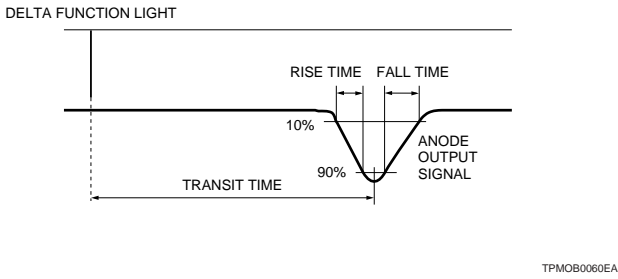 DELTA FUNCTION LIGHT
RISE TIME FALL TIME
10%
ANODE
OUTPUT
SIGNAL
90%
TRANSIT TIME
TPMOB0060EA